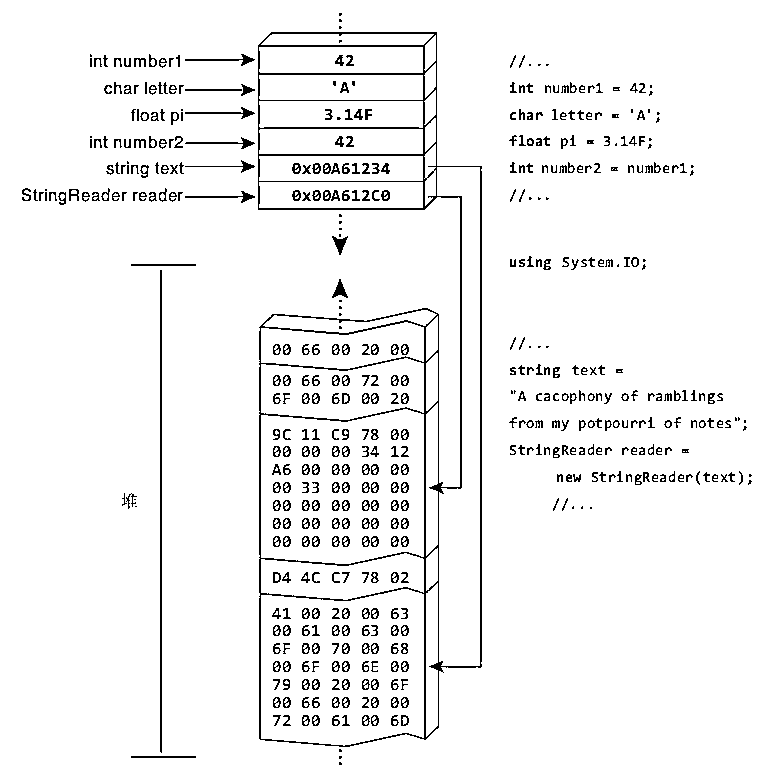 int number1
42
char letter
'A'
float pi
3.14F
int number2
42
string text
0x00A61234
StringReader reader
0x00A612C0
//...
int number1 = 42;
char letter = 'A';
float pi = 3.14F;
int number2 = number1;
//...
using System.IO;
//...
string text =
"A cacophony of ramblings
from my potpourri of notes";
StringReader reader =
new StringReader(text);
//...
堆
00 66 00 20 00
00 66 00 72 00
6F 00 6D 00 20
9C 11 C9 78 00
00 00 00 34 12
A6 00 00 00 00
00 33 00 00 00
00 00 00 00 00
00 00 00 00 00
00 00 00 00 00
D4 4C C7 78 02
41 00 20 00 63
00 61 00 63 00
6F 00 70 00 68
00 6F 00 6E 00
79 00 20 00 6F
00 66 00 20 00
72 00 61 00 6D